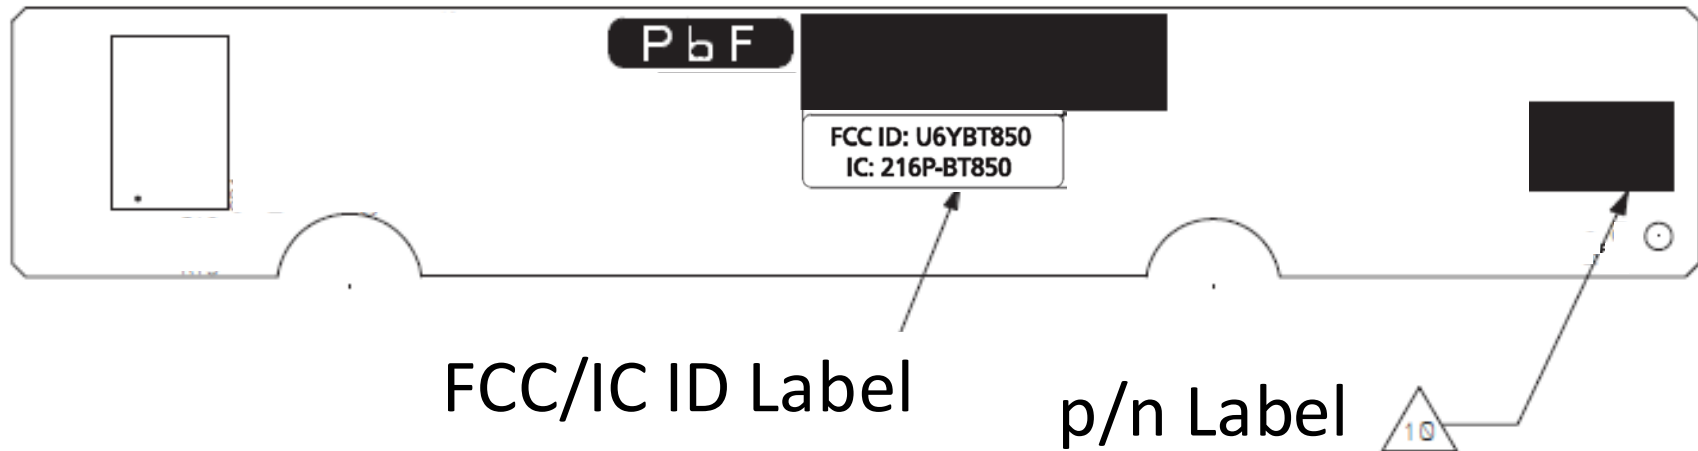 PbF
FCC ID: U6YBT850
IC: 216P-BT850
FCC/IC ID Label
p/n Label
10